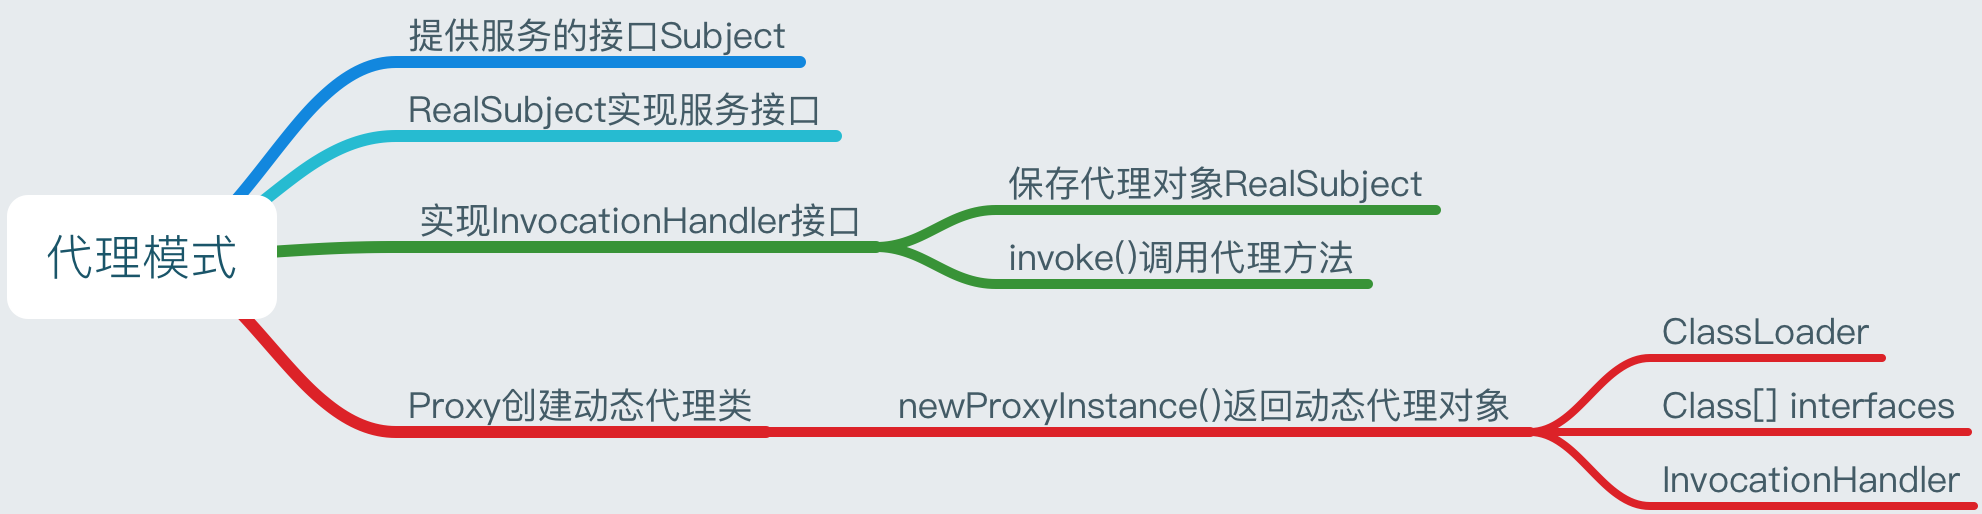 提供服务的接口Subject
RealSubject实现服务接口
代理模式
实现InvocationHandler接口
保存代理对象RealSubject
invoke()调用代理方法
Proxy创建动态代理类
newProxyInstance()返回动态代理对象
ClassLoader
Class[] interfaces
InvocationHandler